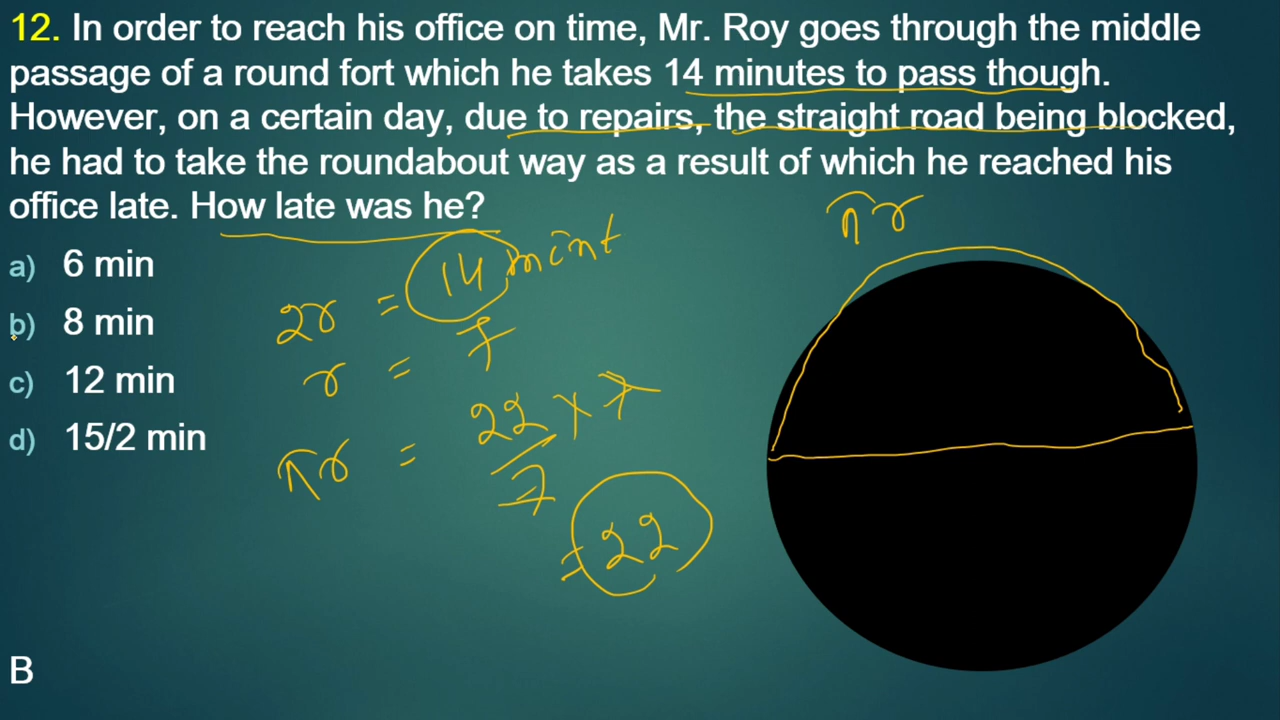 12. In order to reach his office on time, Mr. Roy goes through the middle
passage of a round fort which he takes 14 minutes to pass though.
However, on a certain day, due to repairs, the straight road being blocked,
he had to take the roundabout way as a result of which he reached his
office late. How late was he?
a) 6 min
b) 8 min
c) 12 min
d) 15/2 min
2r = 14 mint
r = 7
πr = 22/7 × 7
= 22
πr
B